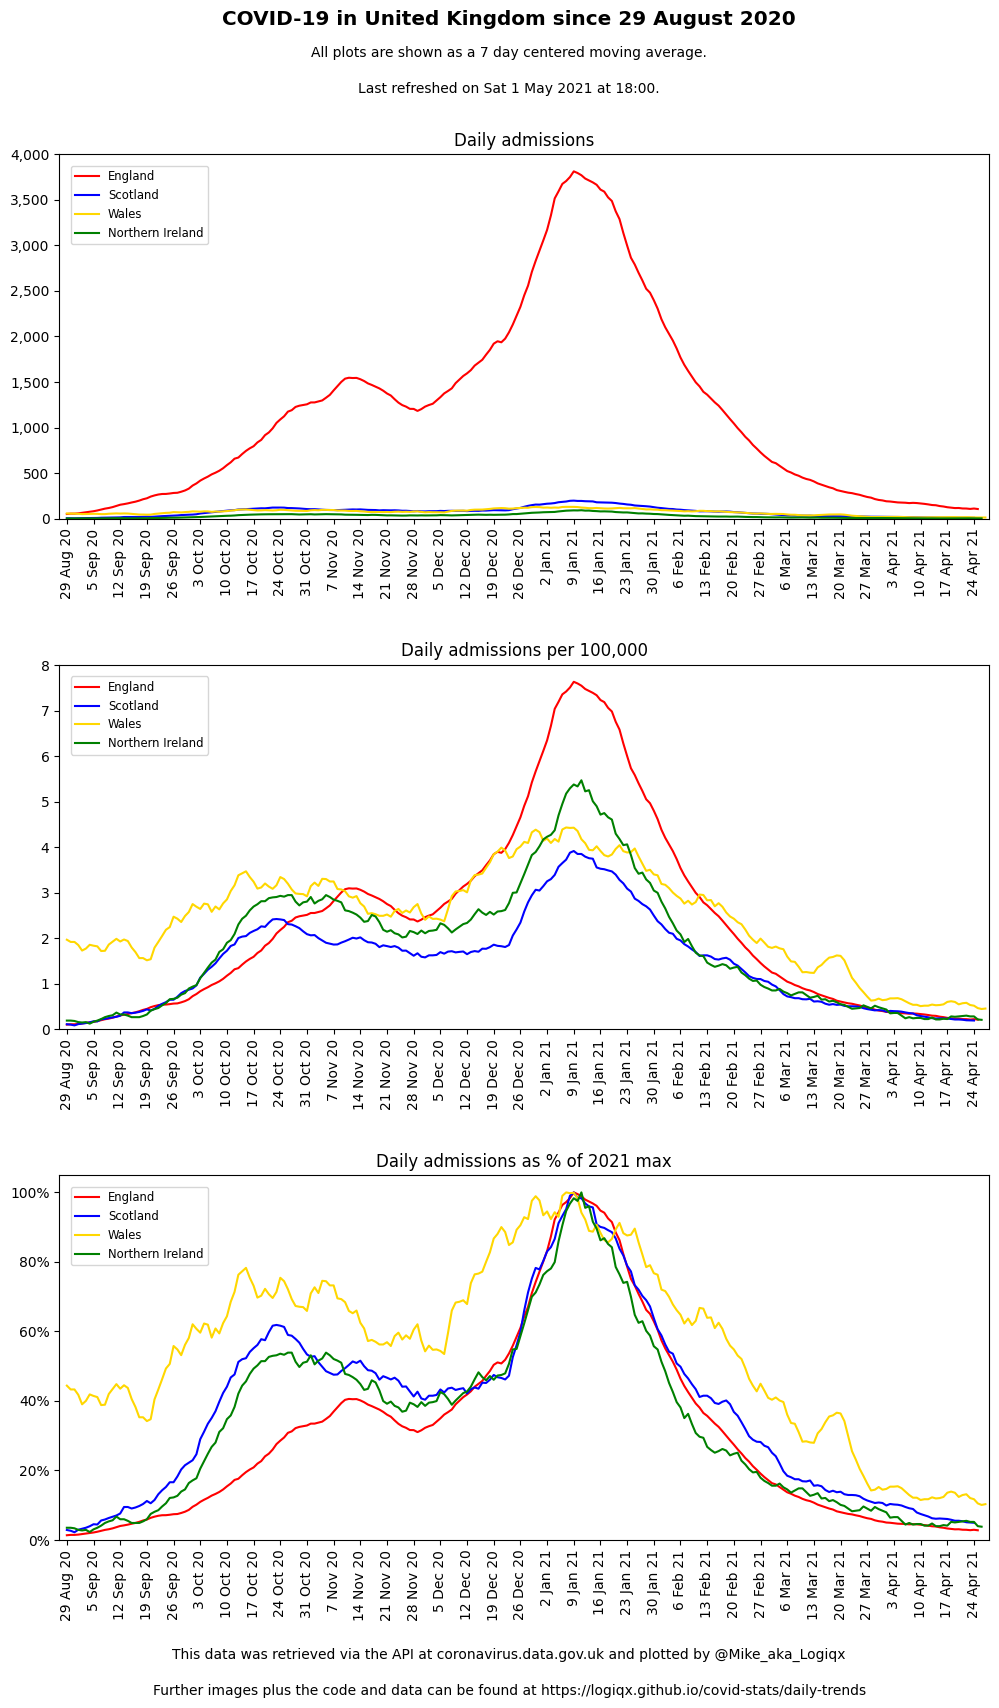 COVID-19 in United Kingdom since 29 August 2020
All plots are shown as a 7 day centered moving average.
Last refreshed on Sat 1 May 2021 at 18:00.
Daily admissions
4,000
3,500
3,000
2,500
2,000
1,500
1,000
500
0
England
Scotland
Wales
Northern Ireland
29 Aug 20
5 Sep 20
12 Sep 20
19 Sep 20
26 Sep 20
3 Oct 20
10 Oct 20
17 Oct 20
24 Oct 20
31 Oct 20
7 Nov 20
14 Nov 20
21 Nov 20
28 Nov 20
5 Dec 20
12 Dec 20
19 Dec 20
26 Dec 20
2 Jan 21
9 Jan 21
16 Jan 21
23 Jan 21
30 Jan 21
6 Feb 21
13 Feb 21
20 Feb 21
27 Feb 21
6 Mar 21
13 Mar 21
20 Mar 21
27 Mar 21
3 Apr 21
10 Apr 21
17 Apr 21
24 Apr 21
Daily admissions per 100,000
8
7
6
5
4
3
2
1
0
England
Scotland
Wales
Northern Ireland
29 Aug 20
5 Sep 20
12 Sep 20
19 Sep 20
26 Sep 20
3 Oct 20
10 Oct 20
17 Oct 20
24 Oct 20
31 Oct 20
7 Nov 20
14 Nov 20
21 Nov 20
28 Nov 20
5 Dec 20
12 Dec 20
19 Dec 20
26 Dec 20
2 Jan 21
9 Jan 21
16 Jan 21
23 Jan 21
30 Jan 21
6 Feb 21
13 Feb 21
20 Feb 21
27 Feb 21
6 Mar 21
13 Mar 21
20 Mar 21
27 Mar 21
3 Apr 21
10 Apr 21
17 Apr 21
24 Apr 21
Daily admissions as % of 2021 max
100%
80%
60%
40%
20%
0%
England
Scotland
Wales
Northern Ireland
29 Aug 20
5 Sep 20
12 Sep 20
19 Sep 20
26 Sep 20
3 Oct 20
10 Oct 20
17 Oct 20
24 Oct 20
31 Oct 20
7 Nov 20
14 Nov 20
21 Nov 20
28 Nov 20
5 Dec 20
12 Dec 20
19 Dec 20
26 Dec 20
2 Jan 21
9 Jan 21
16 Jan 21
23 Jan 21
30 Jan 21
6 Feb 21
13 Feb 21
20 Feb 21
27 Feb 21
6 Mar 21
13 Mar 21
20 Mar 21
27 Mar 21
3 Apr 21
10 Apr 21
17 Apr 21
24 Apr 21
This data was retrieved via the API at coronavirus.data.gov.uk and plotted by @Mike_aka_Logiqx
Further images plus the code and data can be found at https://logiqx.github.io/covid-stats/daily-trends